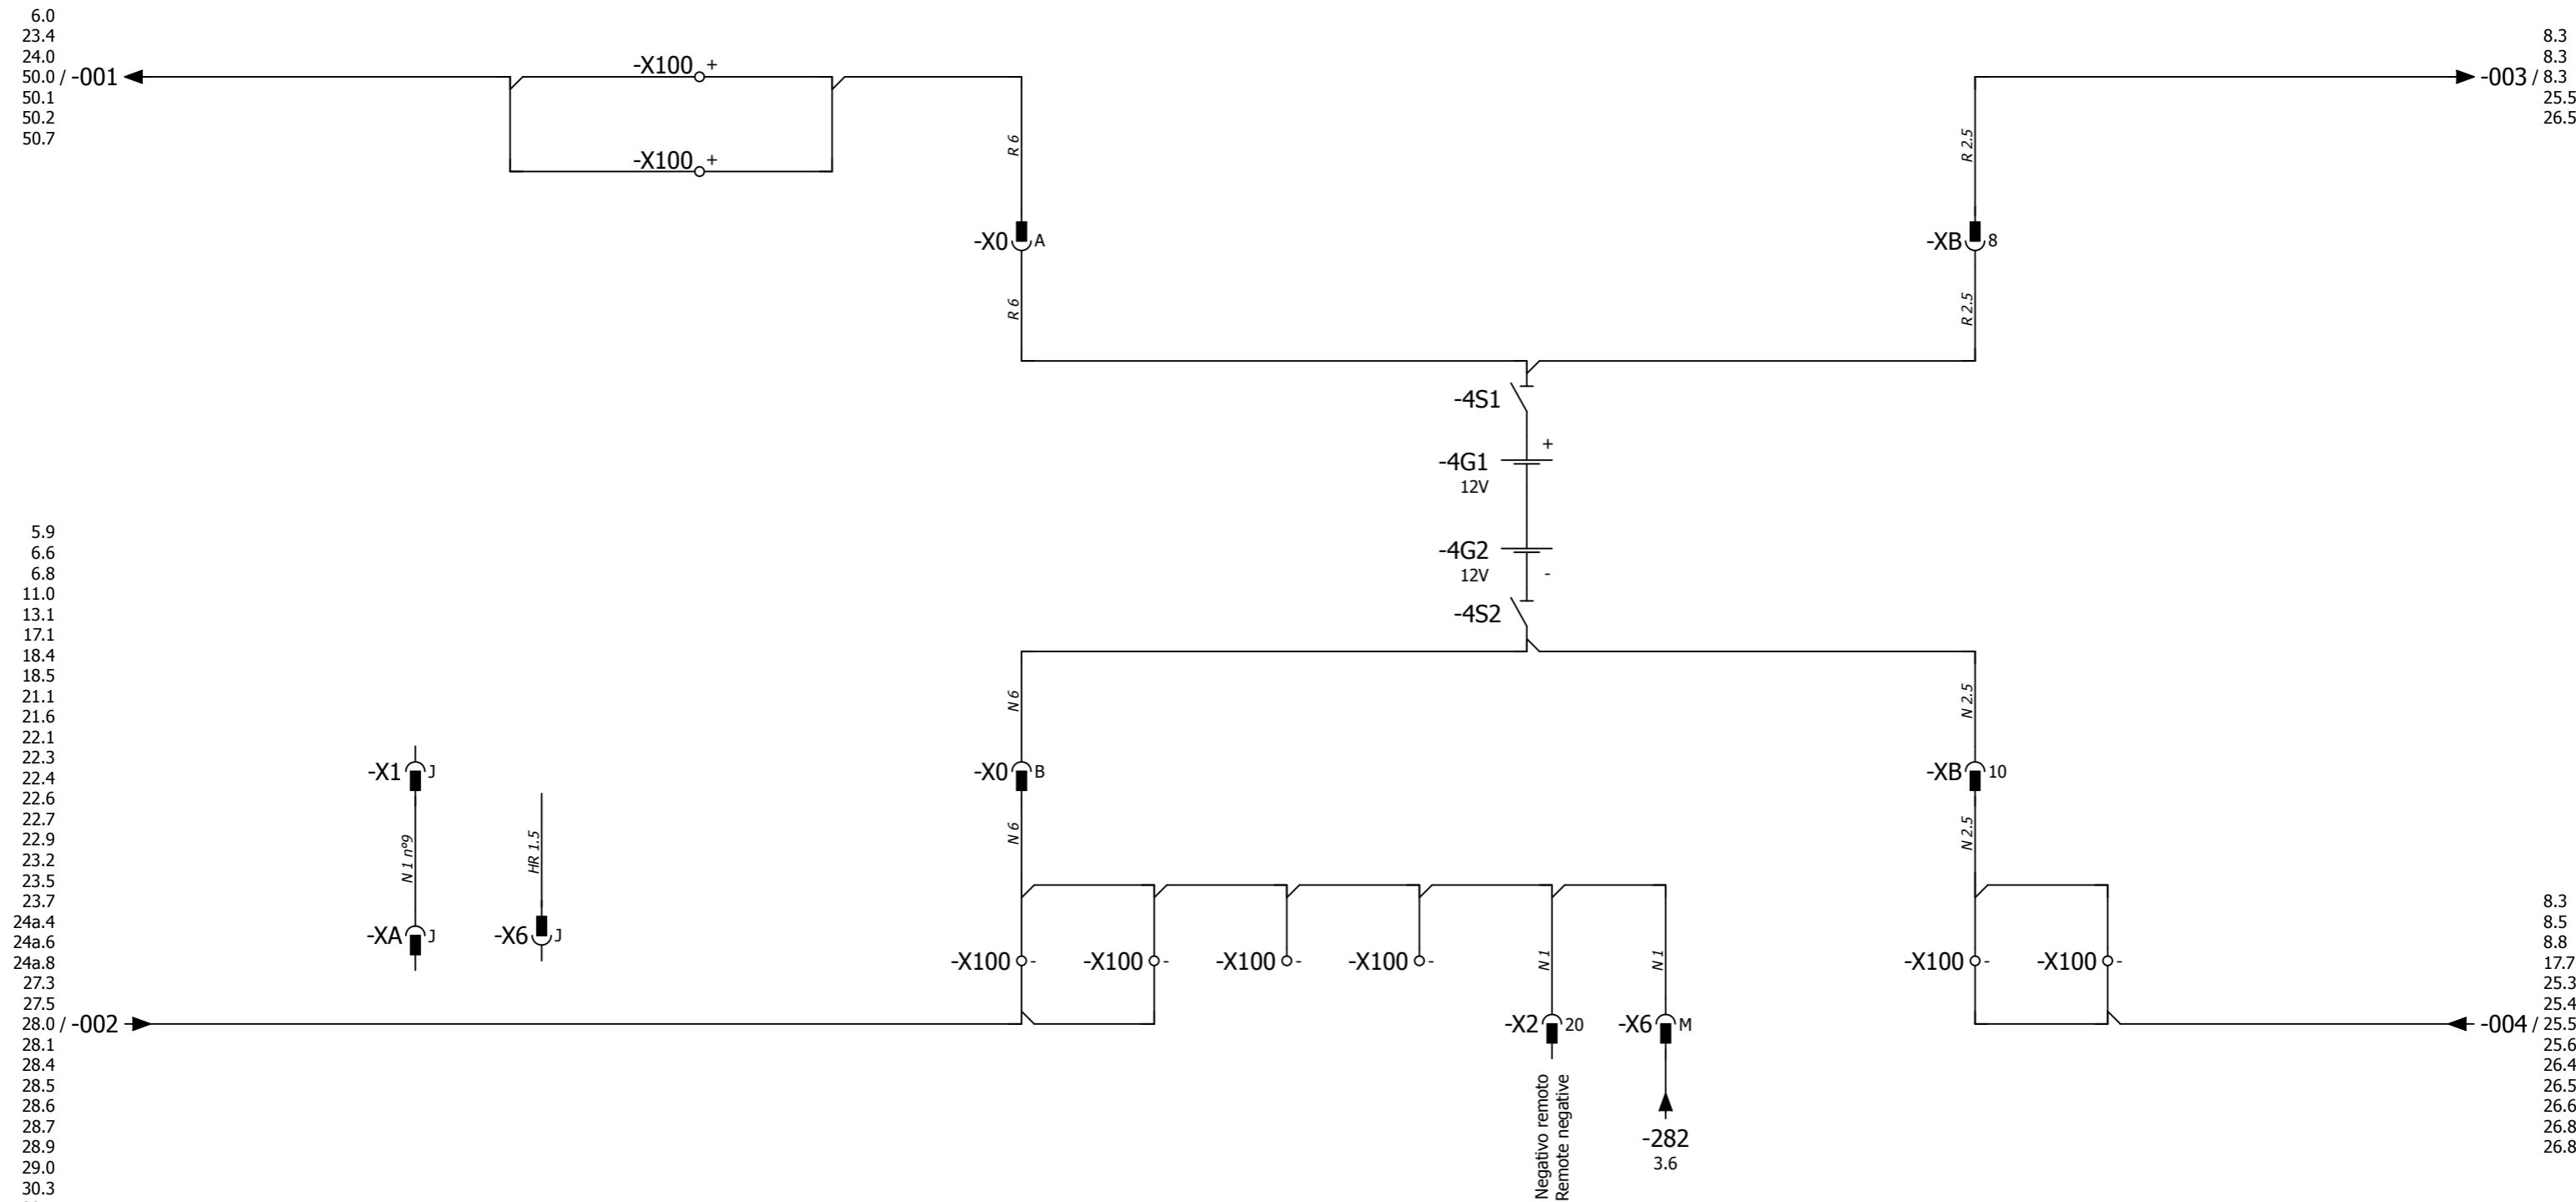 6.0
23.4
24.0
50.0 / -001
50.1
50.2
50.7
-X100 +
-X100 +
R 6
-X0 A
R 6
8.3
8.3
-003 / 8.3
25.5
26.5
R 2.5
-XB 8
R 2.5
-4S1
+
-4G1
12V
-4G2
12V
-
-4S2
5.9
6.6
6.8
11.0
13.1
17.1
18.4
18.5
21.1
21.6
22.1
22.3
22.4
22.6
22.7
22.9
23.2
23.5
23.7
24a.4
24a.6
24a.8
27.3
27.5
28.0 / -002
28.1
28.4
28.5
28.6
28.7
28.9
29.0
30.3
-X1 J
N 1 nº9
-XA J
HR 1.5
-X6 J
N 6
-X0 B
N 6
-X100 -
-X100 -
-X100 -
-X100 -
N 1
-X2 20
Negativo remoto
Remote negative
N 1
-X6 M
-282
3.6
N 2.5
-XB 10
N 2.5
-X100 -
-X100 -
8.3
8.5
8.8
17.7
25.3
25.4
-004 / 25.5
25.6
26.4
26.5
26.6
26.8
26.8